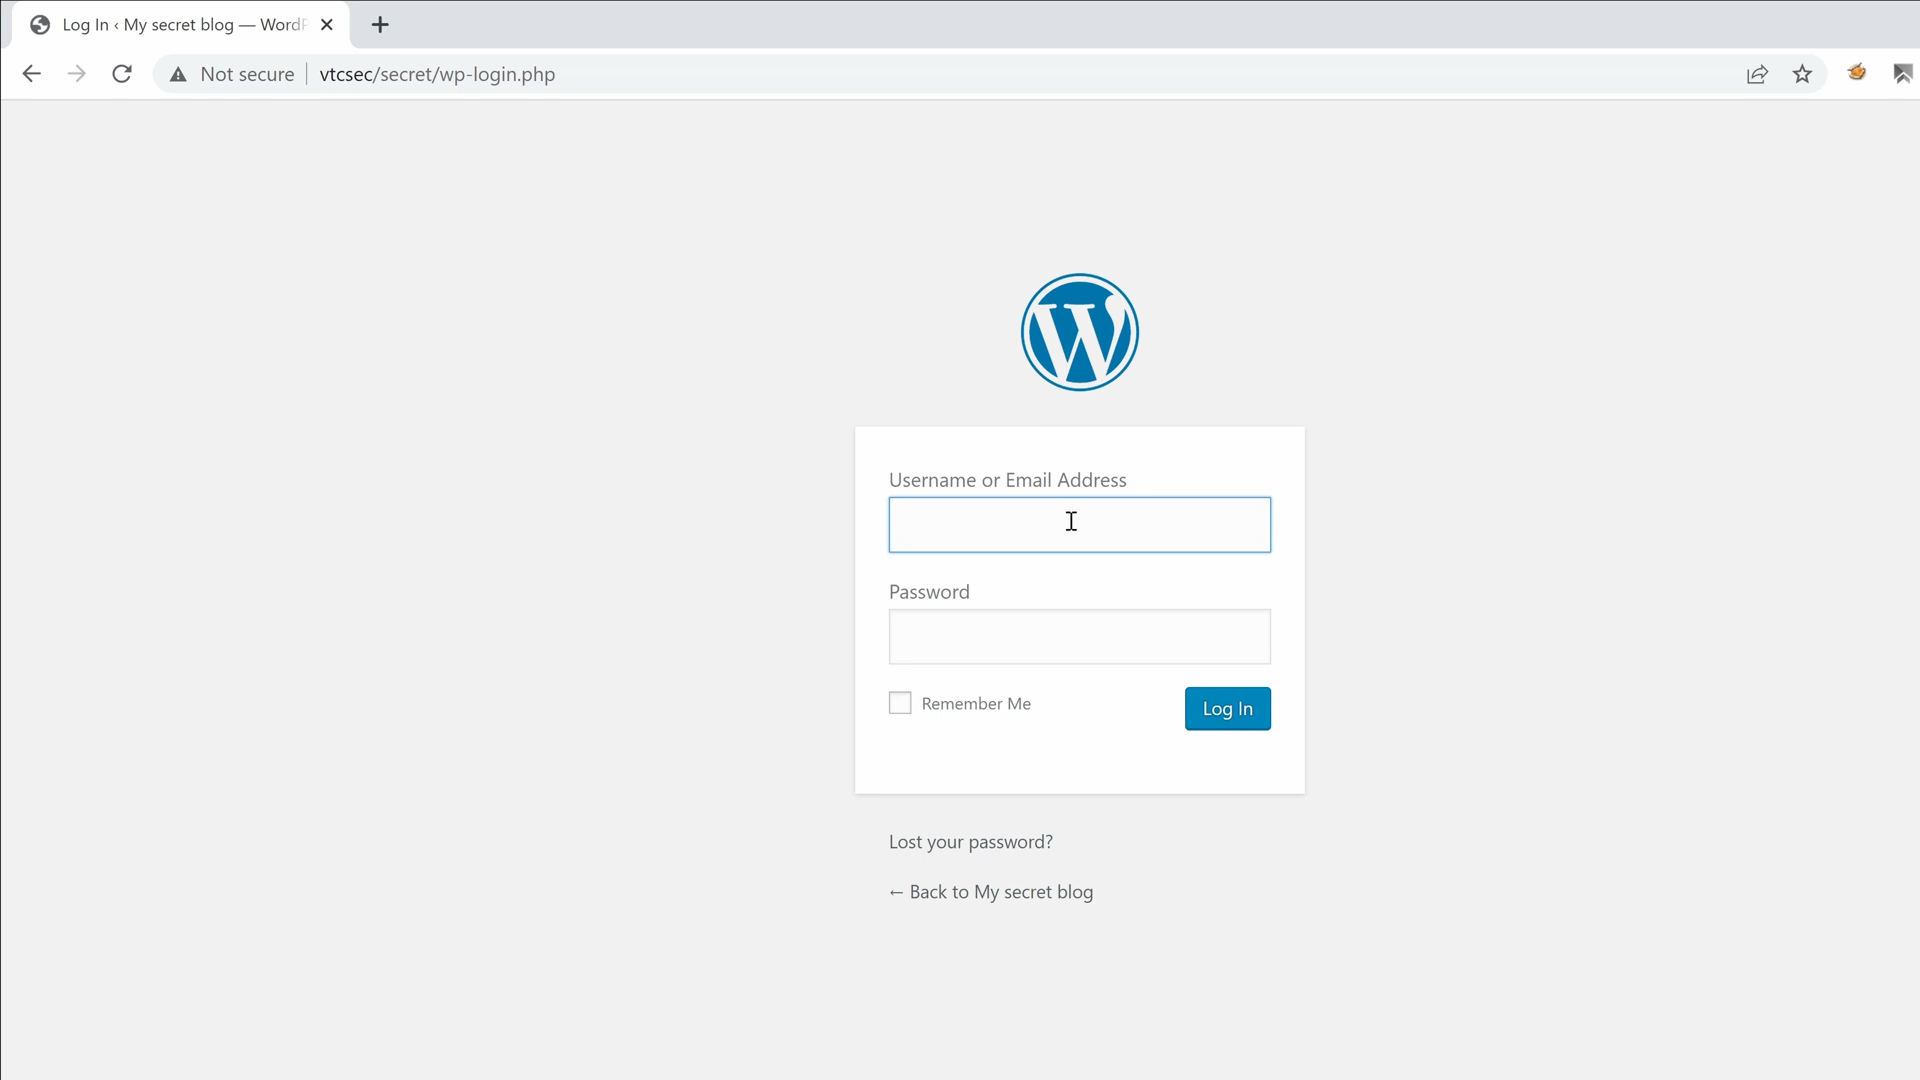 Log In ‹ My secret blog — WordP
Not secure
vtcsec/secret/wp-login.php
Username or Email Address
Password
Remember Me
Log In
Lost your password?
← Back to My secret blog